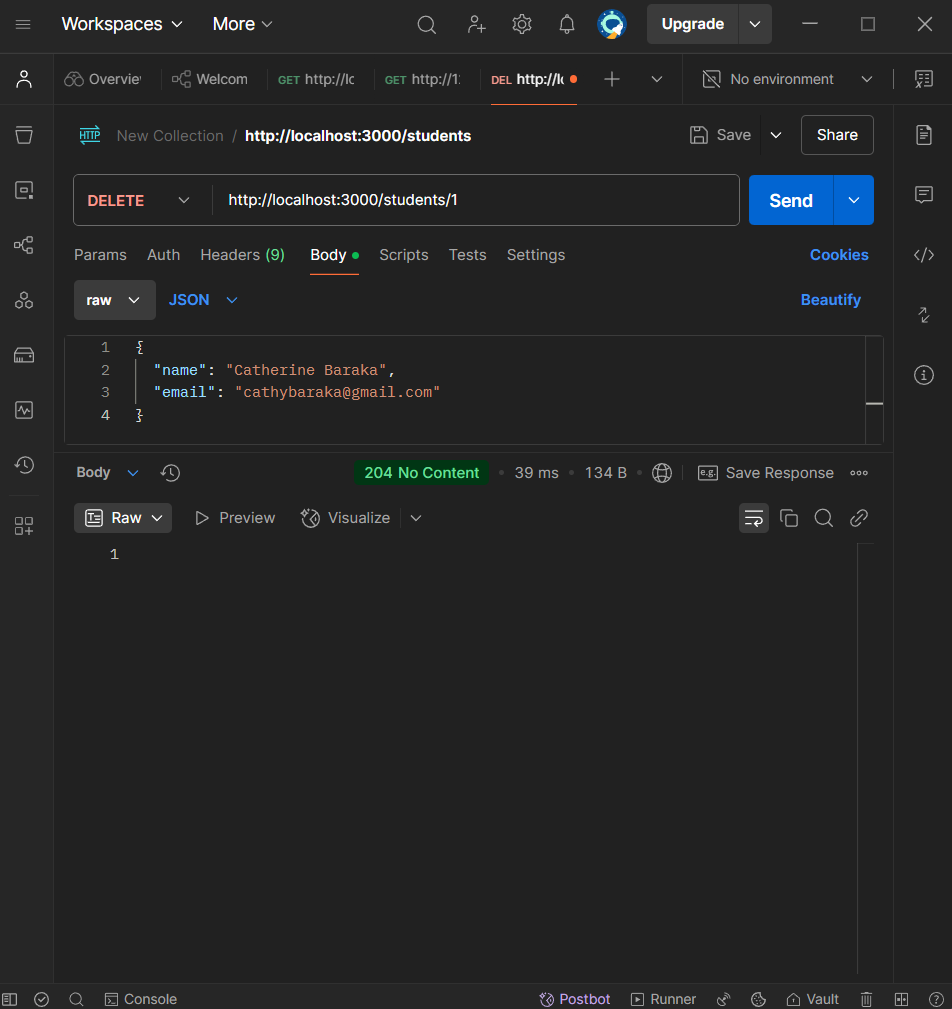 Workspaces More Upgrade
Overvie Welcom GET http://lo GET http://1: DEL http://lo No environment
HTTP New Collection / http://localhost:3000/students Save Share
DELETE http://localhost:3000/students/1 Send
Params Auth Headers (9) Body Scripts Tests Settings Cookies
raw JSON Beautify
1 {
2 "name": "Catherine Baraka",
3 "email": "cathybaraka@gmail.com"
4 }
Body 204 No Content • 39 ms • 134 B • e.g. Save Response
Raw Preview Visualize
1
Console Postbot Runner Vault